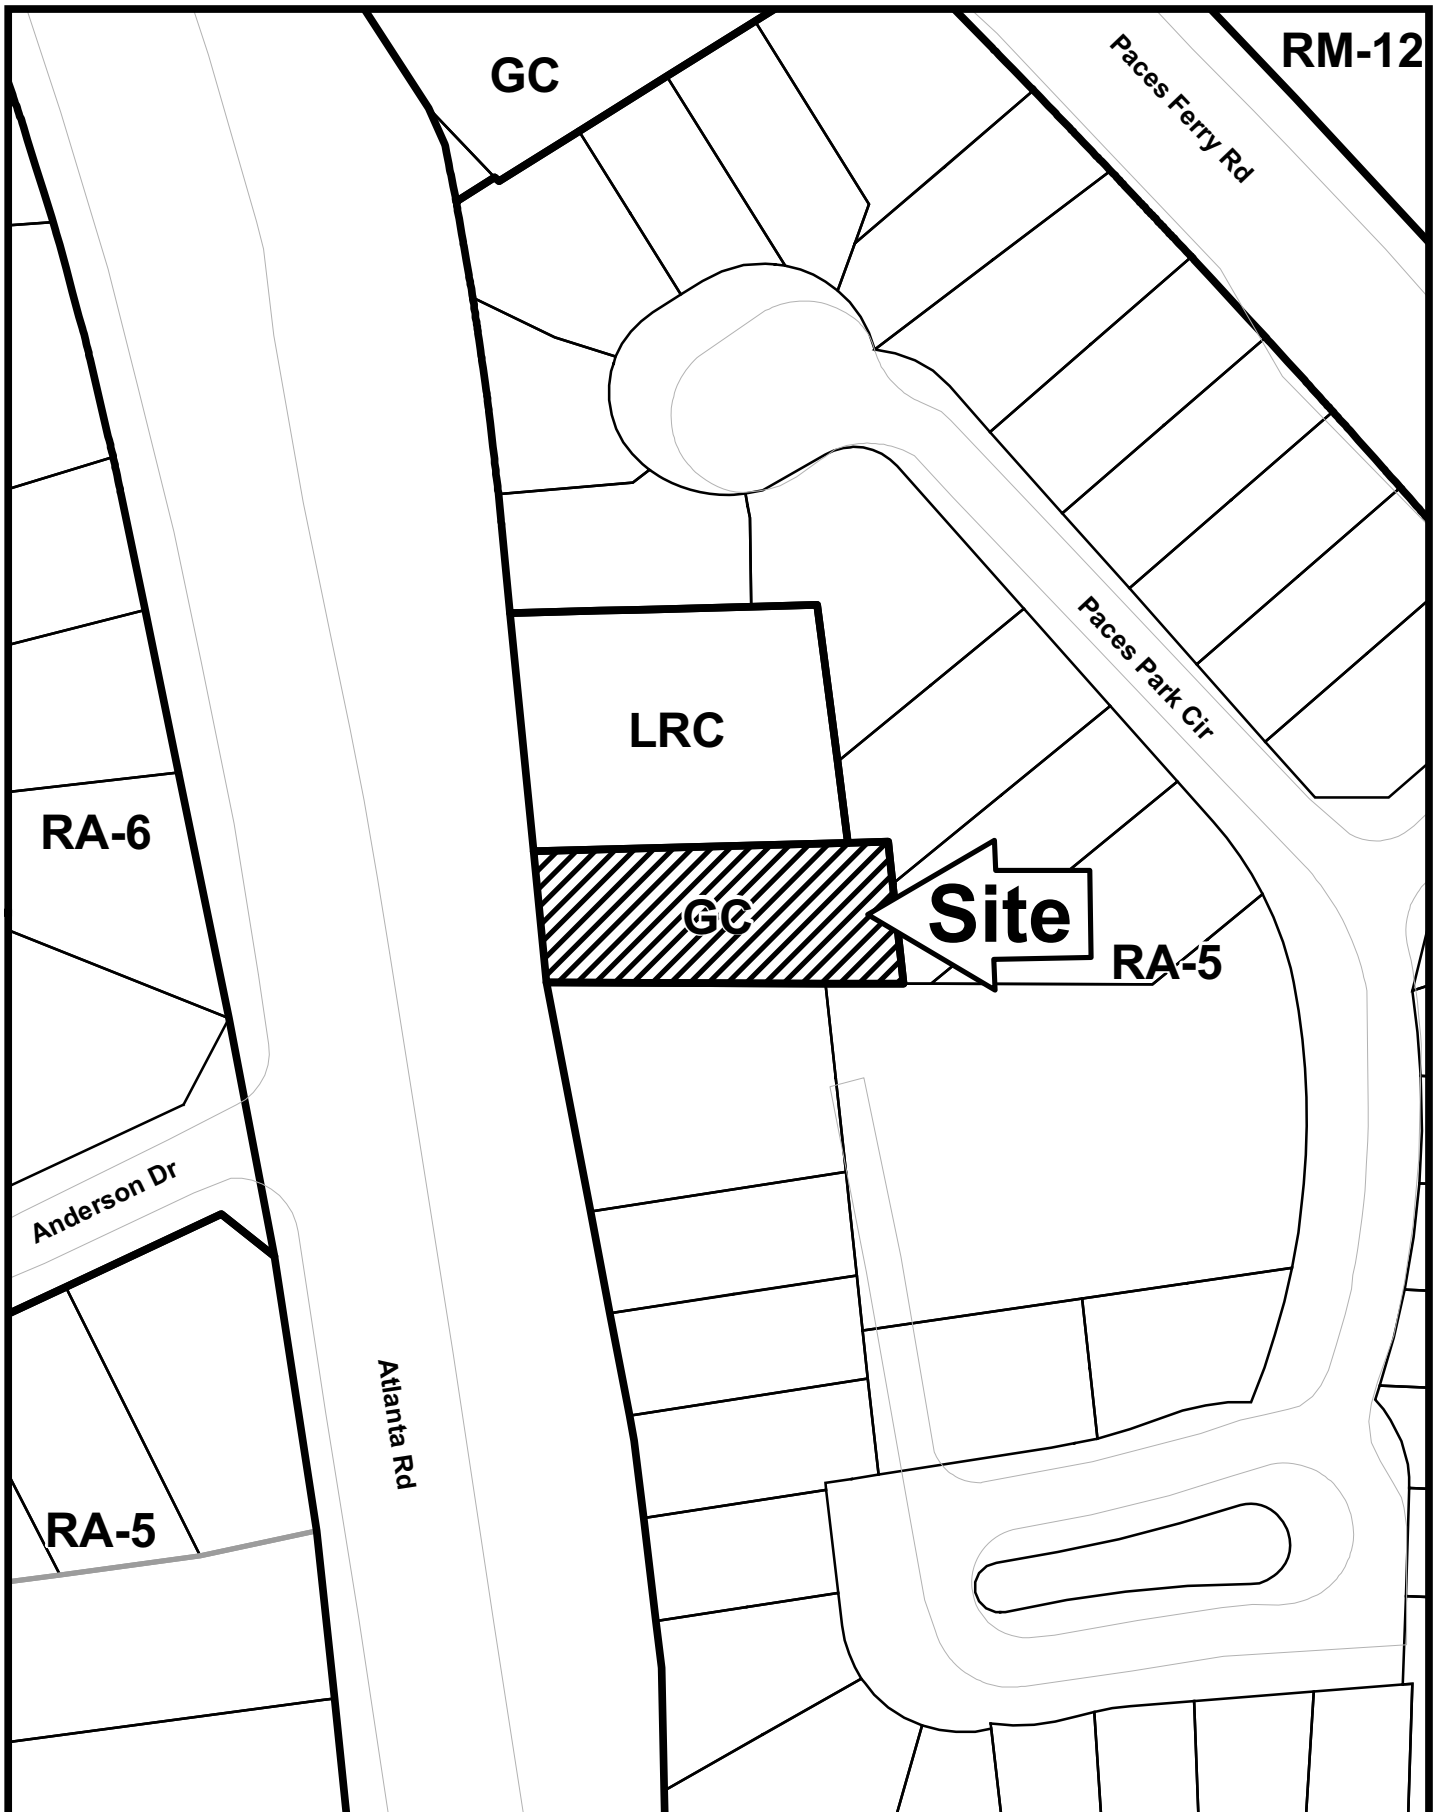 GC
RM-12
Paces Ferry Rd
Paces Park Cir
LRC
RA-6
GC
Site
RA-5
Anderson Dr
Atlanta Rd
RA-5